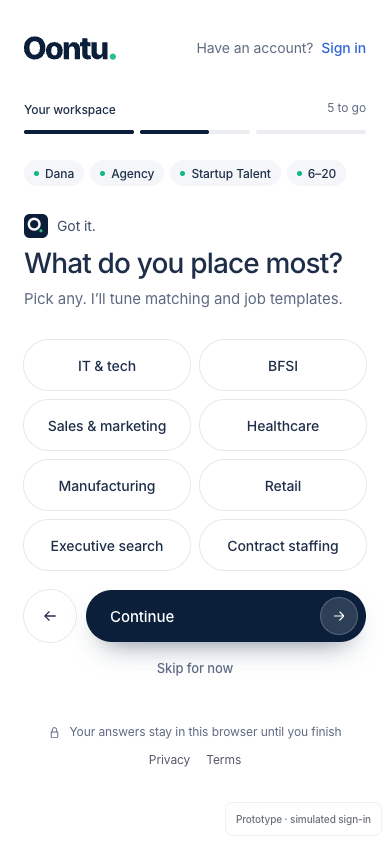 Oontu.
Have an account? Sign in
Your workspace
5 to go
Dana
Agency
Startup Talent
6–20
Got it.
What do you place most?
Pick any. I’ll tune matching and job templates.
IT & tech
BFSI
Sales & marketing
Healthcare
Manufacturing
Retail
Executive search
Contract staffing
Continue
Skip for now
Your answers stay in this browser until you finish
Privacy
Terms
Prototype · simulated sign-in